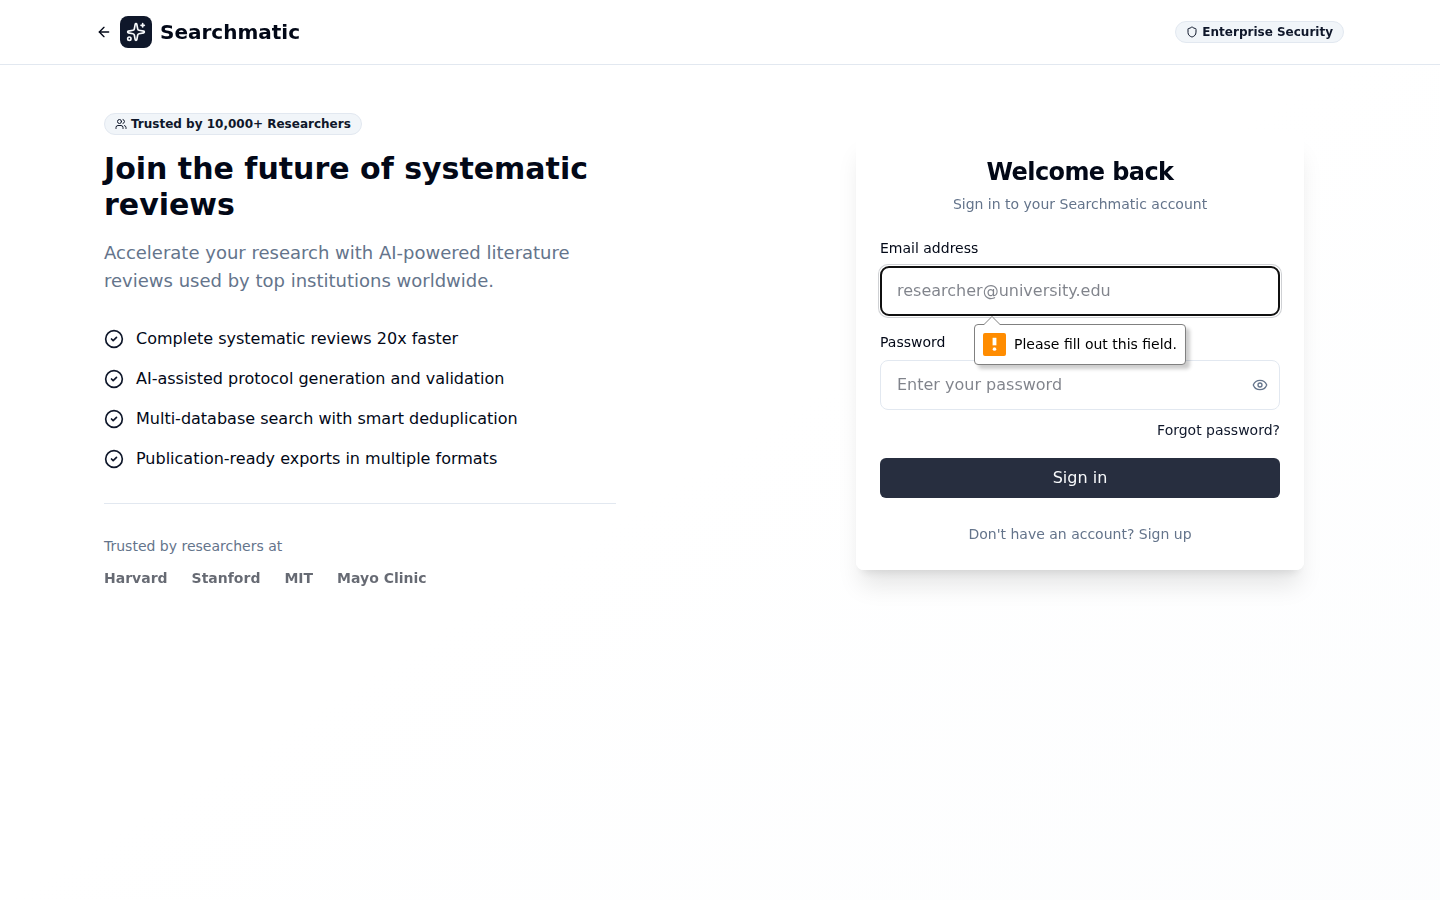 Searchmatic
Enterprise Security
Trusted by 10,000+ Researchers
Join the future of systematic
reviews
Accelerate your research with AI-powered literature
reviews used by top institutions worldwide.
Complete systematic reviews 20x faster
AI-assisted protocol generation and validation
Multi-database search with smart deduplication
Publication-ready exports in multiple formats
Trusted by researchers at
Harvard Stanford MIT Mayo Clinic
Welcome back
Sign in to your Searchmatic account
Email address
researcher@university.edu
Please fill out this field.
Password
Enter your password
Forgot password?
Sign in
Don't have an account? Sign up